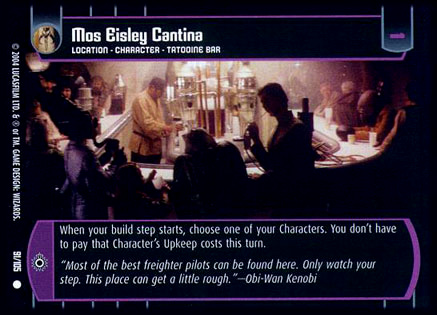 Mos Eisley Cantina
LOCATION - CHARACTER - TATOOINE BAR
When your build step starts, choose one of your Characters. You don't have
to pay that Character's Upkeep costs this turn.
"Most of the best freighter pilots can be found here. Only watch your
step. This place can get a little rough."—Obi-Wan Kenobi
© 2004 LUCASFILM LTD. & ® or TM. GAME DESIGN: WIZARDS.
91/105